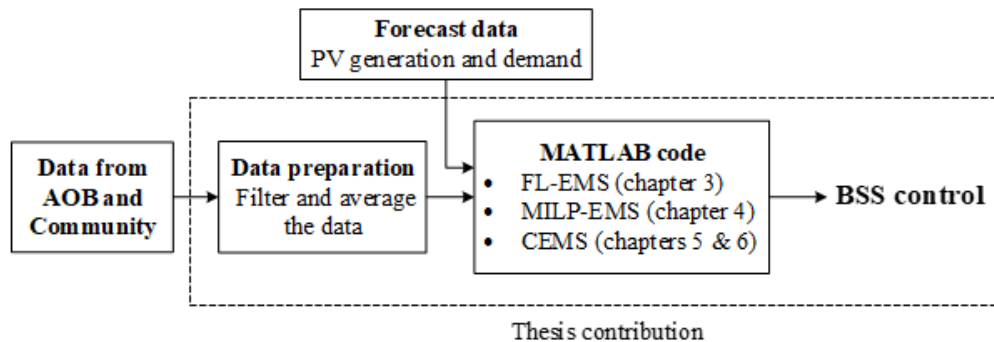 Forecast data
PV generation and demand
Data from
AOB and
Community
Data preparation
Filter and average
the data
MATLAB code
• FL-EMS (chapter 3)
• MILP-EMS (chapter 4)
• CEMS (chapters 5 & 6)
BSS control
Thesis contribution